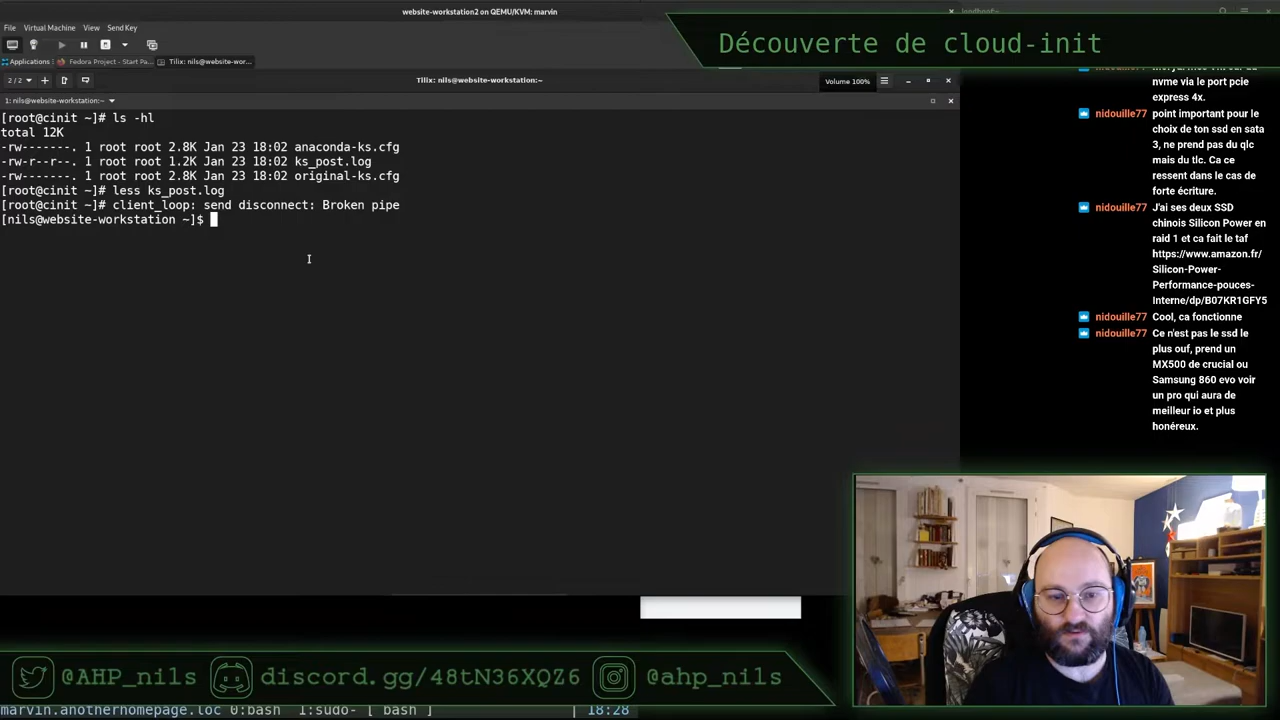 website-workstation2 on QEMU/KVM: marvin
File Virtual Machine View Send Key
Applications Fedora Project - Start Pa... Tilix: nils@website-wor...
2/2 Tilix: nils@website-workstation:~ Volume 100%
1: nils@website-workstation:~
[root@cinit ~]# ls -hl
total 12K
-rw-------. 1 root root 2.8K Jan 23 18:02 anaconda-ks.cfg
-rw-r--r--. 1 root root 1.2K Jan 23 18:02 ks_post.log
-rw-------. 1 root root 2.8K Jan 23 18:02 original-ks.cfg
[root@cinit ~]# less ks_post.log
[root@cinit ~]# client_loop: send disconnect: Broken pipe
[nils@website-workstation ~]$
Découverte de cloud-init
nvme via le port pcie
express 4x.
nidouille77 point important pour le
choix de ton ssd en sata
3, ne prend pas du qlc
mais du tlc. Ca ce
ressent dans le cas de
forte écriture.
nidouille77 J'ai ses deux SSD
chinois Silicon Power en
raid 1 et ca fait le taf
https://www.amazon.fr/
Silicon-Power-
Performance-pouces-
Interne/dp/B07KR1GFY5
nidouille77 Cool, ca fonctionne
nidouille77 Ce n'est pas le ssd le
plus ouf, prend un
MX500 de crucial ou
Samsung 860 evo voir
un pro qui aura de
meilleur io et plus
honéreux.
@AHP_nils discord.gg/48tN36XQZ6 @ahp_nils
marvin.anothernomepage.loc 0:bash 1:sudo- [ bash ] | 18:28